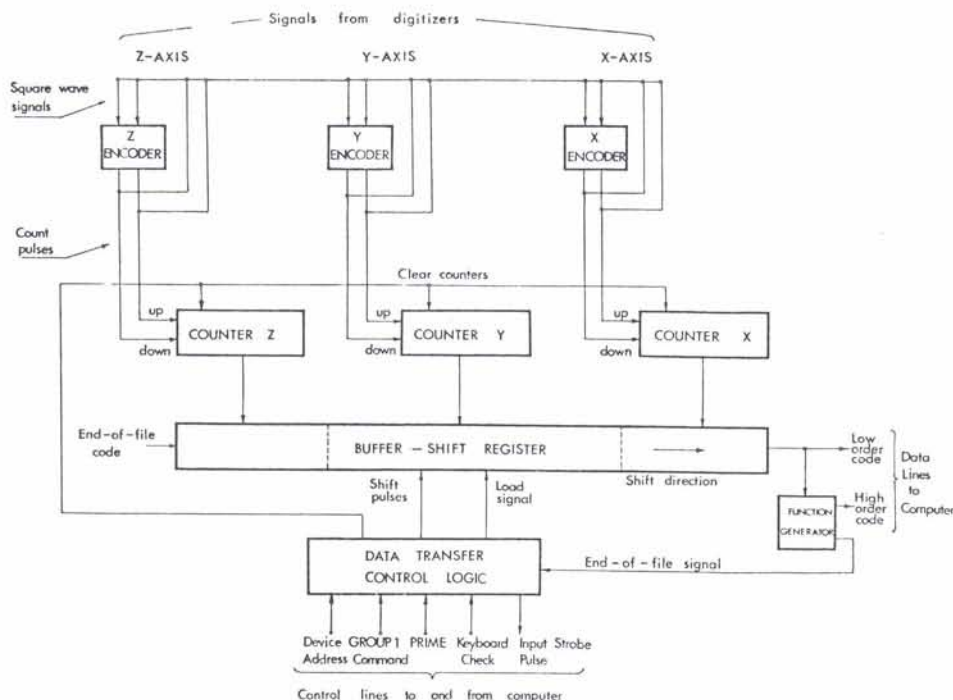 Signals from digitizers
Z-AXIS
Y-AXIS
X-AXIS
Square wave
signals
Z
ENCODER
Y
ENCODER
X
ENCODER
Count
pulses
Clear counters
up
COUNTER Z
down
up
COUNTER Y
down
up
COUNTER X
down
End-of-file
code
BUFFER - SHIFT REGISTER
Shift direction
Low
order
code
Data
Lines
to
Computer
Shift
pulses
Load
signal
FUNCTION
GENERATOR
High
order
code
DATA TRANSFER
CONTROL LOGIC
End-of-file signal
Device
Address
GROUP 1
Command
PRIME
Keyboard
Check
Input Strobe
Pulse
Control lines to and from computer